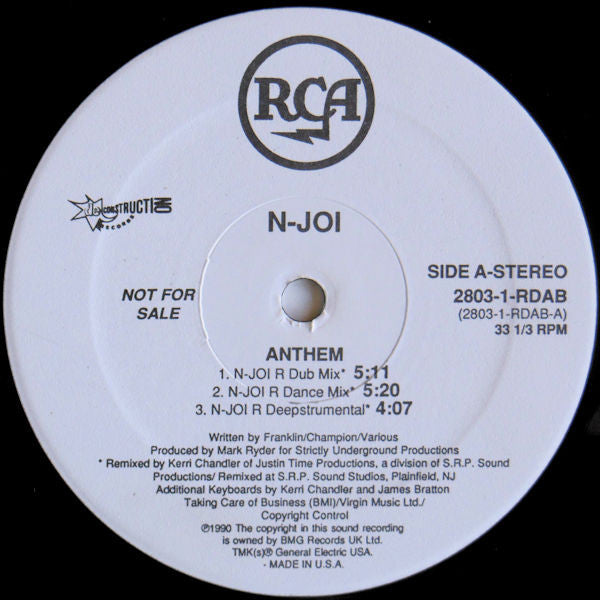 RCA
DeCONSTRUCTION
RECORDS
N-JOI
SIDE A-STEREO
NOT FOR
SALE
2803-1-RDAB
(2803-1-RDAB-A)
33 1/3 RPM
ANTHEM
1. N-JOI R Dub Mix* 5:11
2. N-JOI R Dance Mix* 5:20
3. N-JOI R Deepstrumental* 4:07
Written by Franklin/Champion/Various
Produced by Mark Ryder for Strictly Underground Productions
* Remixed by Kerri Chandler of Justin Time Productions, a division of S.R.P. Sound
Productions/ Remixed at S.R.P. Sound Studios, Plainfield, NJ
Additional Keyboards by Kerri Chandler and James Bratton
Taking Care of Business (BMI)/Virgin Music Ltd./
Copyright Control
℗1990 The copyright in this sound recording
is owned by BMG Records UK Ltd.
TMK(s)® General Electric USA.
- MADE IN U.S.A.